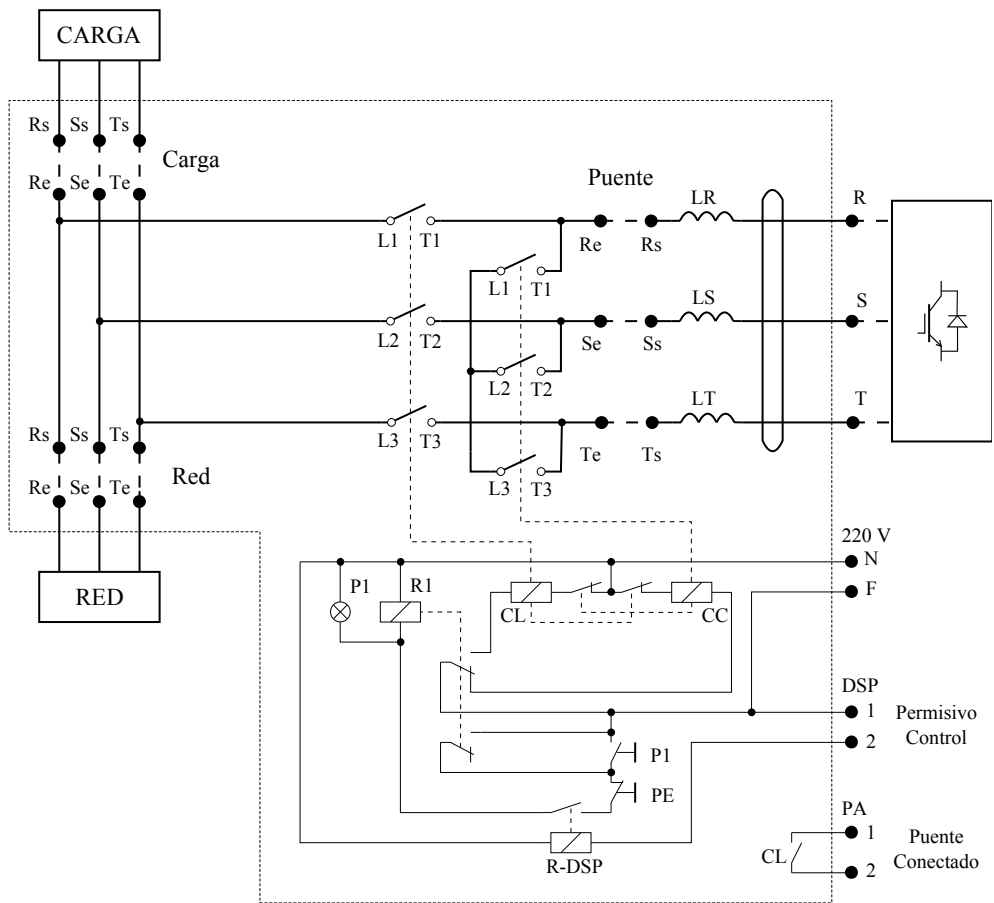 CARGA
Rs Ss Ts
Carga
Re Se Te
Puente
LR
R
L1 T1
Re Rs
L1 T1
LS
S
L2 T2
Se Ss
L2 T2
LT
T
L3 T3
Te Ts
L3 T3
Rs Ss Ts
Red
Re Se Te
RED
220 V
N
P1 R1
F
CL CC
DSP
1 Permisivo
2 Control
P1
PE
PA
1 Puente
CL
2 Conectado
R-DSP